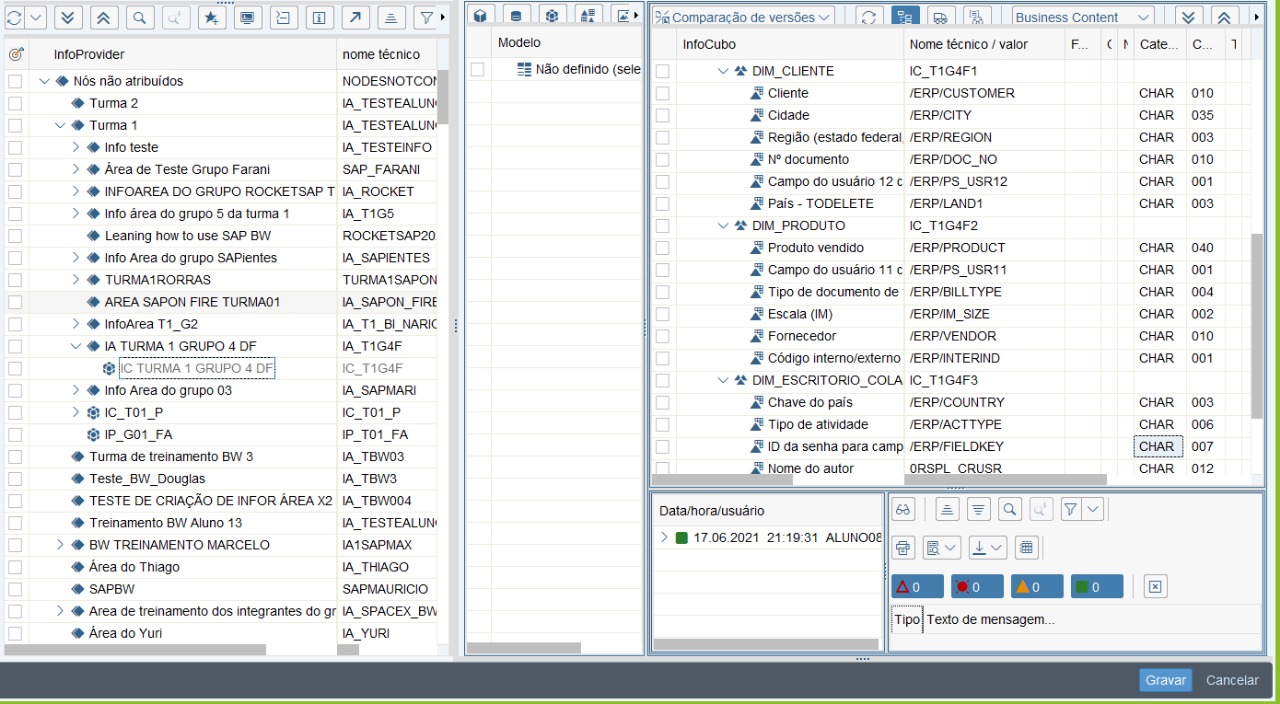 InfoProvider nome técnico
Nós não atribuídos NODESNOTCON
Turma 2 IA_TESTEALUN
Turma 1 IA_TESTEALUN
Info teste IA_TESTEINFO
Área de Teste Grupo Farani SAP_FARANI
INFOAREA DO GRUPO ROCKETSAP T IA_ROCKET
Info área do grupo 5 da turma 1 IA_T1G5
Leaning how to use SAP BW ROCKETSAP20
Info Area do grupo SAPientes IA_SAPIENTES
TURMA1RORRAS TURMA1SAPON
AREA SAPON FIRE TURMA01 IA_SAPON_FIRE
InfoArea T1_G2 IA_T1_BI_NARIO
IA TURMA 1 GRUPO 4 DF IA_T1G4F
IC TURMA 1 GRUPO 4 DF IC_T1G4F
Info Area do grupo 03 IA_SAPMARI
IC_T01_P IC_T01_P
IP_G01_FA IP_T01_FA
Turma de treinamento BW 3 IA_TBW03
Teste_BW_Douglas IA_TBW3
TESTE DE CRIAÇÃO DE INFOR ÁREA X2 IA_TBW004
Treinamento BW Aluno 13 IA_TESTEALUN
BW TREINAMENTO MARCELO IA1SAPMAX
Área do Thiago IA_THIAGO
SAPBW SAPMAURICIO
Area de treinamento dos integrantes do gr IA_SPACEX_BW
Área do Yuri IA_YURI
Modelo
Não definido (sele
Comparação de versões Business Content
InfoCubo Nome técnico / valor F... Cate... C...
DIM_CLIENTE IC_T1G4F1
Cliente /ERP/CUSTOMER CHAR 010
Cidade /ERP/CITY CHAR 035
Região (estado federal, /ERP/REGION CHAR 003
Nº documento /ERP/DOC_NO CHAR 010
Campo do usuário 12 c /ERP/PS_USR12 CHAR 001
País - TODELETE /ERP/LAND1 CHAR 003
DIM_PRODUTO IC_T1G4F2
Produto vendido /ERP/PRODUCT CHAR 040
Campo do usuário 11 c /ERP/PS_USR11 CHAR 001
Tipo de documento de /ERP/BILLTYPE CHAR 004
Escala (IM) /ERP/IM_SIZE CHAR 002
Fornecedor /ERP/VENDOR CHAR 010
Código interno/externo /ERP/INTERIND CHAR 001
DIM_ESCRITORIO_COLA IC_T1G4F3
Chave do país /ERP/COUNTRY CHAR 003
Tipo de atividade /ERP/ACTTYPE CHAR 006
ID da senha para camp /ERP/FIELDKEY CHAR 007
Nome do autor 0RSPL_CRUSR CHAR 012
Data/hora/usuário
17.06.2021 21:19:31 ALUNO08
0 0 0 0
Tipo Texto de mensagem...
Gravar Cancelar